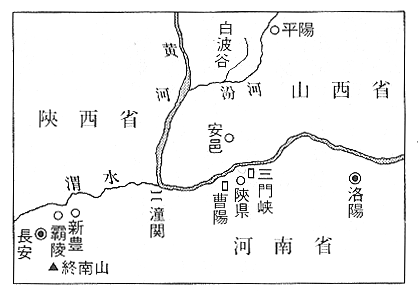 黄河
白波谷
平陽
汾河
山西省
陝西省
安邑
渭水
三門峡
陝県
曹陽
洛陽
潼関
新豊
霸陵
長安
終南山
河南省